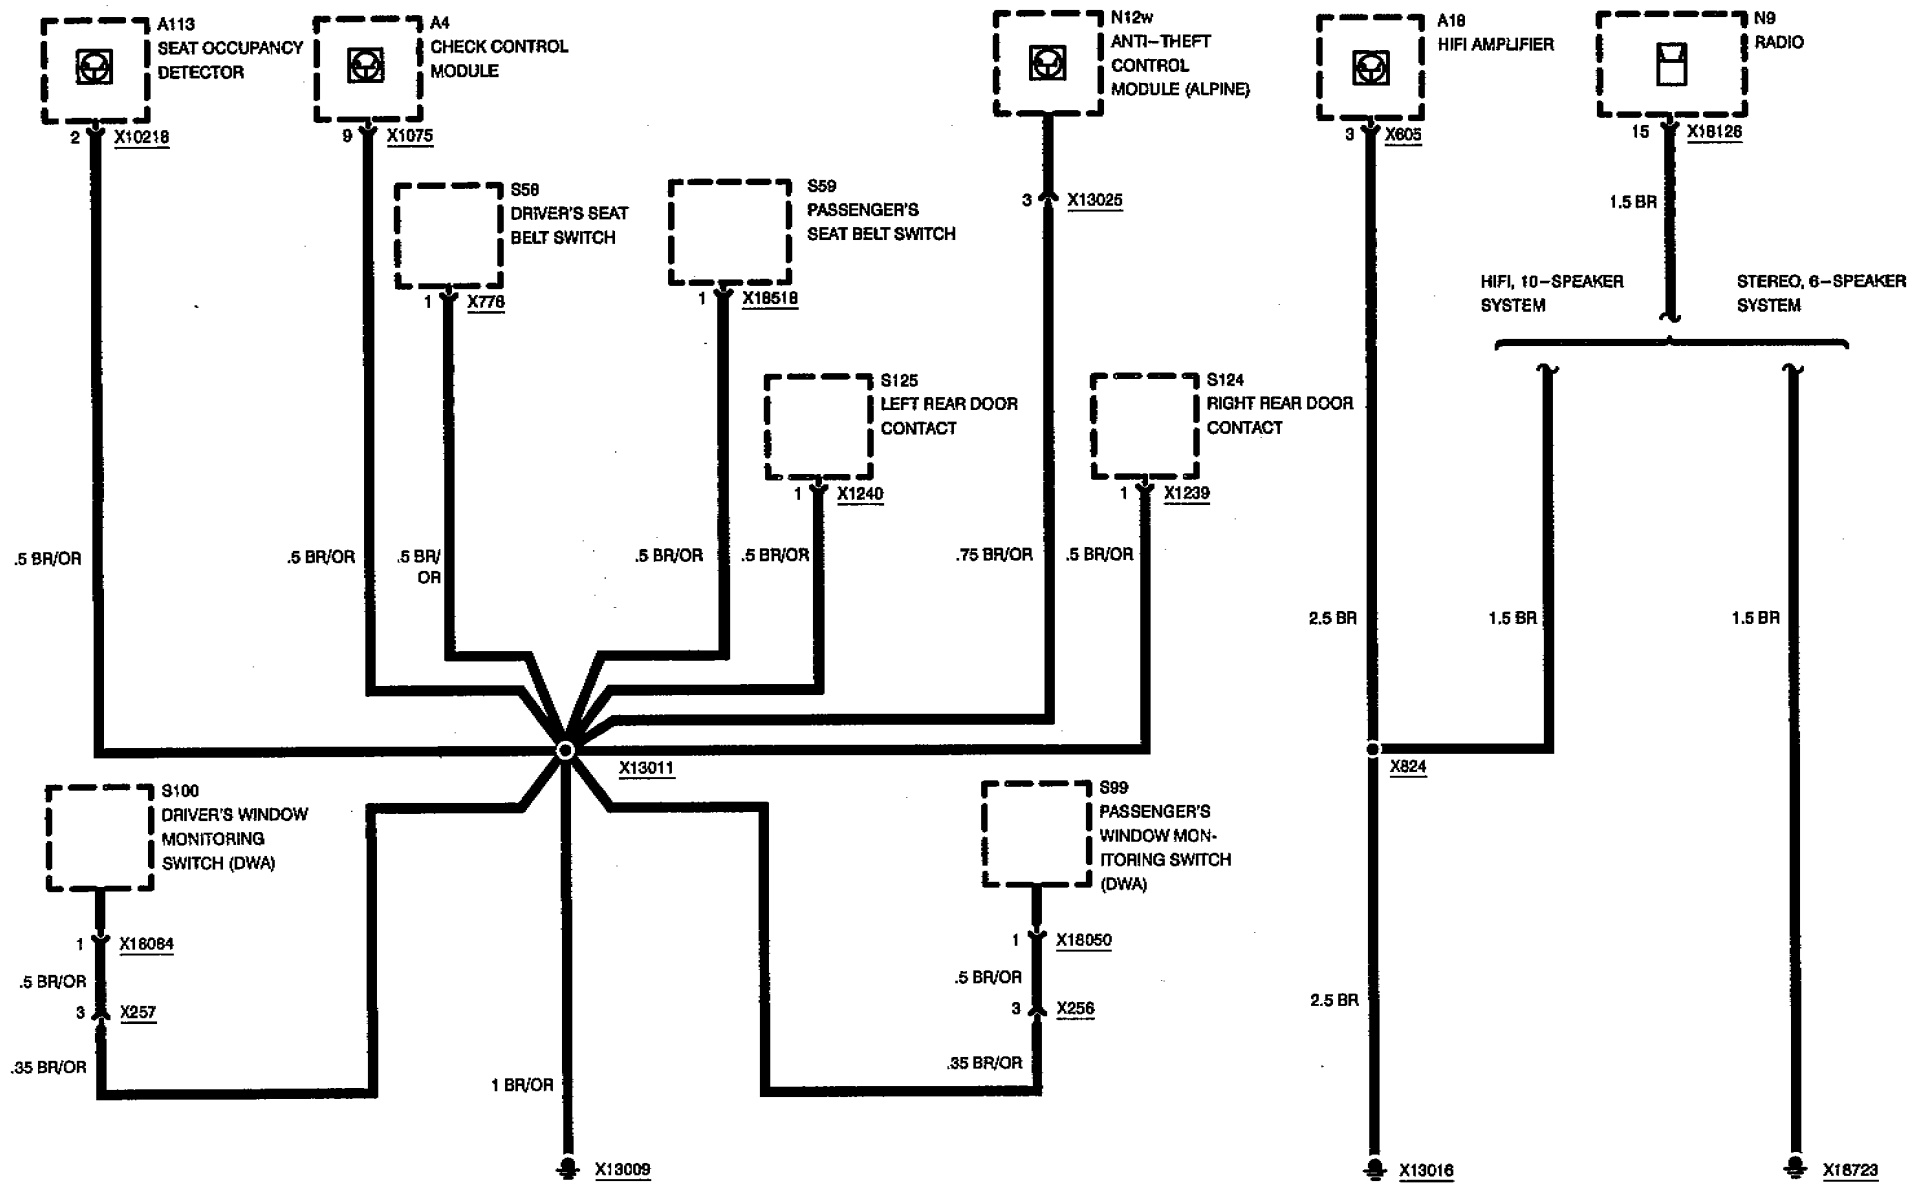 A113
SEAT OCCUPANCY
DETECTOR
2
X10218
A4
CHECK CONTROL
MODULE
9
X1075
N12w
ANTI-THEFT
CONTROL
MODULE (ALPINE)
3
X13025
A18
HIFI AMPLIFIER
3
X605
N9
RADIO
15
X18126
1.5 BR
S58
DRIVER'S SEAT
BELT SWITCH
1
X778
S59
PASSENGER'S
SEAT BELT SWITCH
1
X18518
HIFI, 10-SPEAKER
SYSTEM
STEREO, 6-SPEAKER
SYSTEM
S125
LEFT REAR DOOR
CONTACT
1
X1240
S124
RIGHT REAR DOOR
CONTACT
1
X1239
.5 BR/OR
.5 BR/OR
.5 BR/
OR
.5 BR/OR
.5 BR/OR
.75 BR/OR
.5 BR/OR
2.5 BR
1.5 BR
1.5 BR
X13011
X824
S100
DRIVER'S WINDOW
MONITORING
SWITCH (DWA)
1
X18084
.5 BR/OR
3
X257
.35 BR/OR
S99
PASSENGER'S
WINDOW MON-
ITORING SWITCH
(DWA)
1
X18050
.5 BR/OR
3
X256
.35 BR/OR
2.5 BR
1 BR/OR
X13009
X13016
X18723